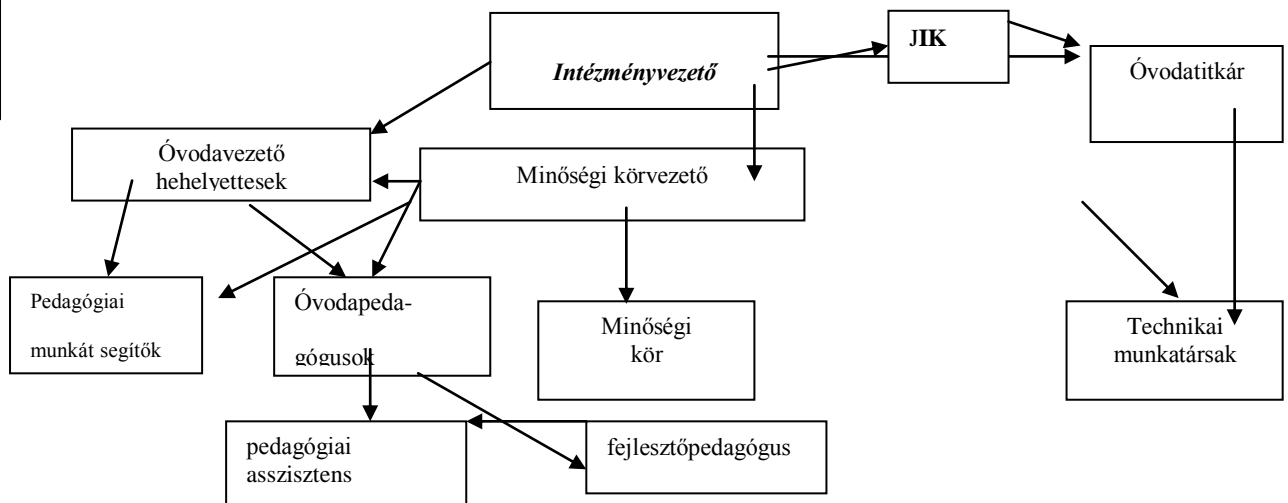 JIK
Intézményvezető
Óvodatitkár
Óvodavezető
hehelyettesek
Minőségi körvezető
Pedagógiai
munkát segítők
Óvodapeda-
gógusok
Minőségi
kör
Technikai
munkatársak
pedagógiai
asszisztens
fejlesztőpedagógus